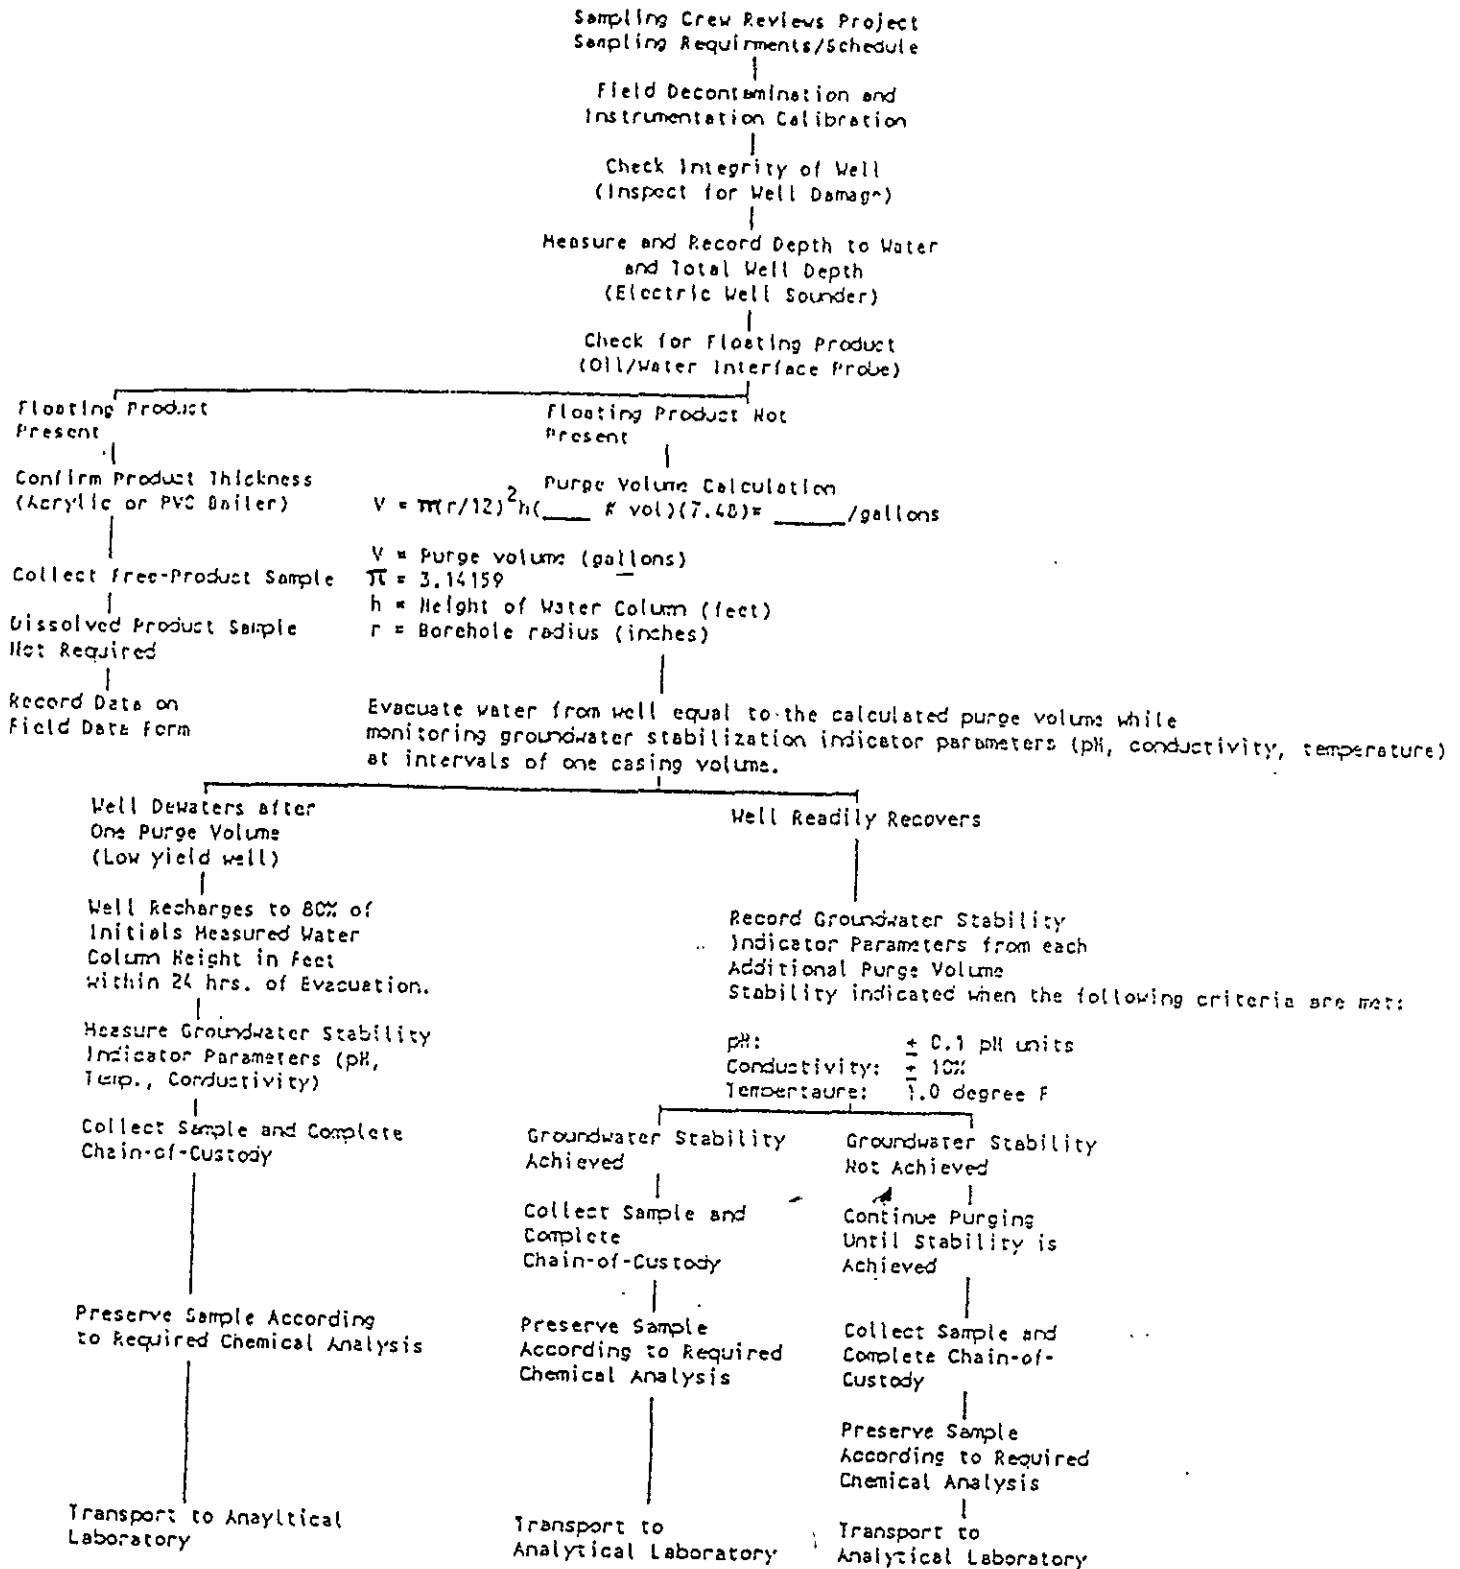 Sampling Crew Reviews Project
Sampling Requirments/Schedule
Field Decontamination and
Instrumentation Calibration
Check Integrity of Well
(Inspect for Well Damage)
Measure and Record Depth to Water
and Total Well Depth
(Electric Well Sounder)
Check for Floating Product
(Oil/Water Interface Probe)
Floating Product
Present
Confirm Product Thickness
(Acrylic or PVC Bailer)
Collect Free-Product Sample
Dissolved Product Sample
Not Required
Record Data on
Field Data Form
Floating Product Not
Present
Purge Volume Calculation
V = π(r/12)²h(____ # vol)(7.48)= ______/gallons
V = Purge volume (gallons)
π = 3.14159
h = Height of Water Column (feet)
r = Borehole radius (inches)
Evacuate water from well equal to the calculated purge volume while
monitoring groundwater stabilization indicator parameters (pH, conductivity, temperature)
at intervals of one casing volume.
Well Dewaters after
One Purge Volume
(Low yield well)
Well Recharges to 80% of
Initials Measured Water
Column Height in Feet
within 24 hrs. of Evacuation.
Measure Groundwater Stability
Indicator Parameters (pH,
Temp., Conductivity)
Collect Sample and Complete
Chain-of-Custody
Preserve Sample According
to Required Chemical Analysis
Transport to Anayltical
Laboratory
Well Readily Recovers
Record Groundwater Stability
Indicator Parameters from each
Additional Purge Volume
Stability indicated when the following criteria are met:
pH: ± 0.1 pH units
Conductivity: ± 10%
Tempertaure: 1.0 degree F
Groundwater Stability
Achieved
Collect Sample and
Complete
Chain-of-Custody
Preserve Sample
According to Required
Chemical Analysis
Transport to
Analytical Laboratory
Groundwater Stability
Not Achieved
Continue Purging
Until Stability is
Achieved
Collect Sample and
Complete Chain-of-
Custody
Preserve Sample
According to Required
Chemical Analysis
Transport to
Analytical Laboratory